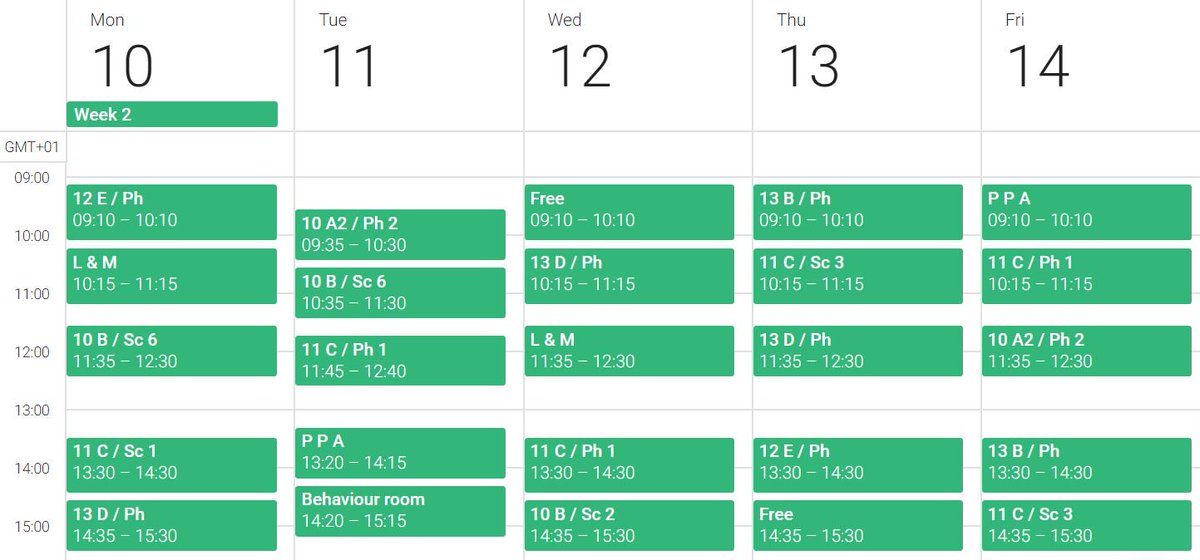 Mon
10
Tue
11
Wed
12
Thu
13
Fri
14
Week 2
GMT+01
09:00
10:00
11:00
12:00
13:00
14:00
15:00
12 E / Ph
09:10 – 10:10
L & M
10:15 – 11:15
10 B / Sc 6
11:35 – 12:30
11 C / Sc 1
13:30 – 14:30
13 D / Ph
14:35 – 15:30
10 A2 / Ph 2
09:35 – 10:30
10 B / Sc 6
10:35 – 11:30
11 C / Ph 1
11:45 – 12:40
P P A
13:20 – 14:15
Behaviour room
14:20 – 15:15
Free
09:10 – 10:10
13 D / Ph
10:15 – 11:15
L & M
11:35 – 12:30
11 C / Ph 1
13:30 – 14:30
10 B / Sc 2
14:35 – 15:30
13 B / Ph
09:10 – 10:10
11 C / Sc 3
10:15 – 11:15
13 D / Ph
11:35 – 12:30
12 E / Ph
13:30 – 14:30
Free
14:35 – 15:30
P P A
09:10 – 10:10
11 C / Ph 1
10:15 – 11:15
10 A2 / Ph 2
11:35 – 12:30
13 B / Ph
13:30 – 14:30
11 C / Sc 3
14:35 – 15:30